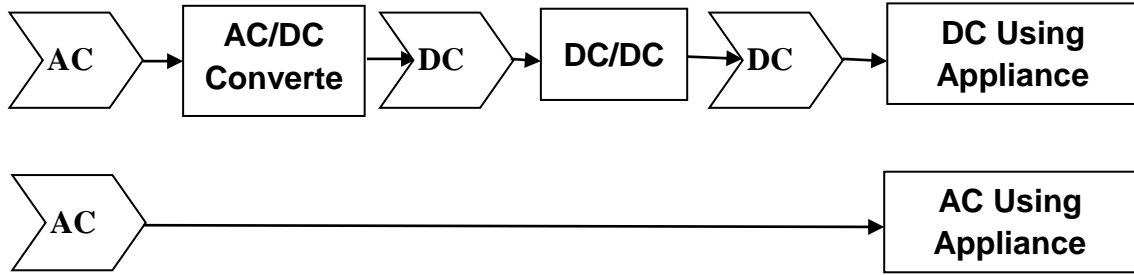 AC
AC/DC
Converte
DC
DC/DC
DC
DC Using
Appliance
AC
AC Using
Appliance